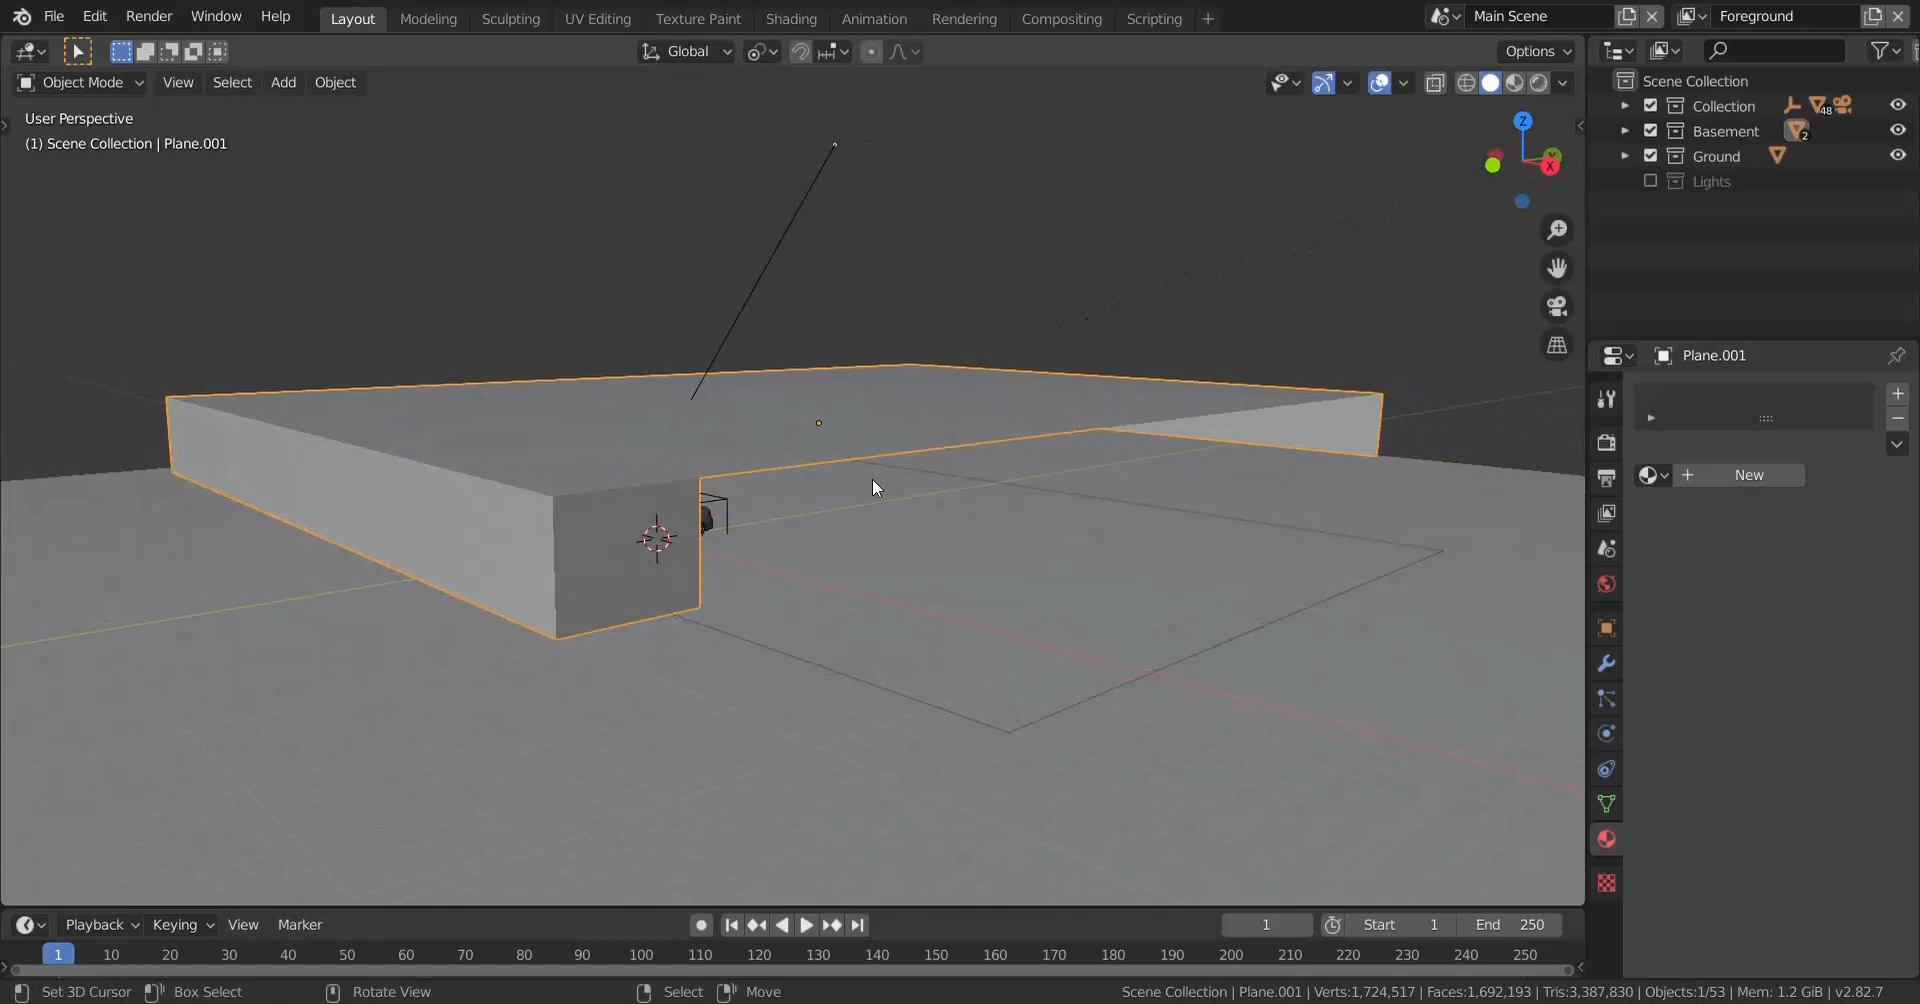 File Edit Render Window Help Layout Modeling Sculpting UV Editing Texture Paint Shading Animation Rendering Compositing Scripting + Main Scene Foreground
Global Options
Object Mode View Select Add Object
User Perspective
(1) Scene Collection | Plane.001
Z
X
Scene Collection
Collection 48
Basement 2
Ground
Lights
Plane.001
+ New
Playback Keying View Marker 1 Start 1 End 250
1 10 20 30 40 50 60 70 80 90 100 110 120 130 140 150 160 170 180 190 200 210 220 230 240 250
Set 3D Cursor Box Select Rotate View Select Move Scene Collection | Plane.001 | Verts:1,724,517 | Faces:1,692,193 | Tris:3,387,830 | Objects:1/53 | Mem: 1.2 GiB | v2.82.7